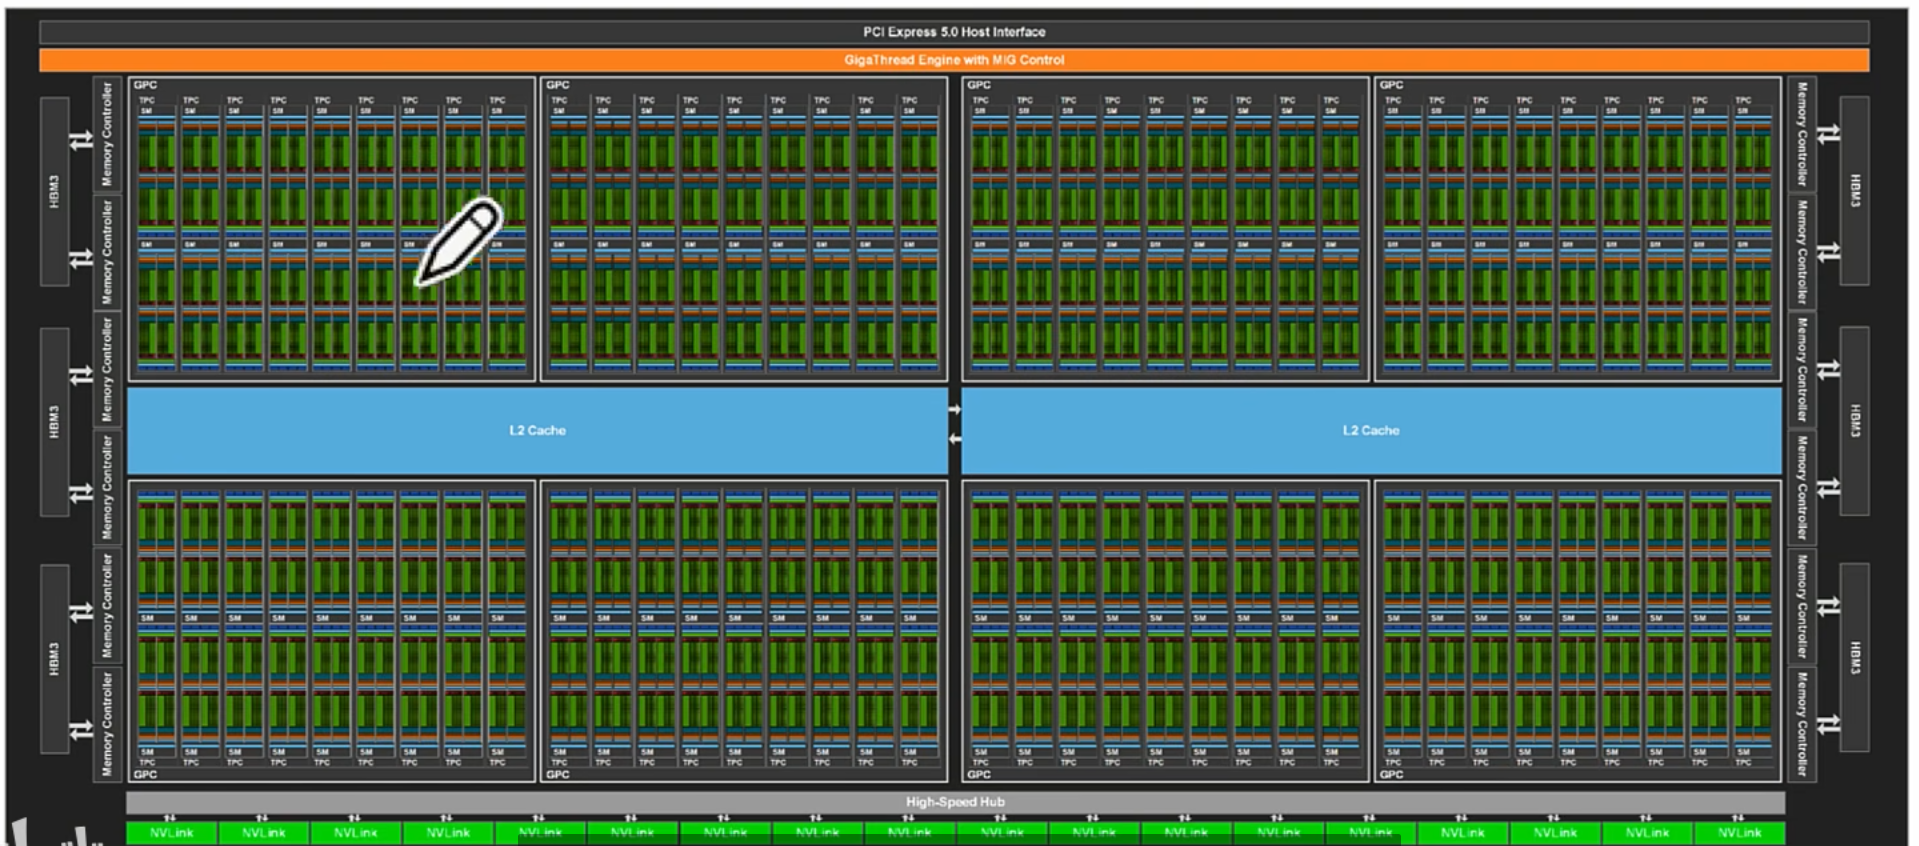 PCI Express 5.0 Host Interface
GigaThread Engine with MIG Control
HBM3
HBM3
HBM3
Memory Controller
Memory Controller
Memory Controller
Memory Controller
Memory Controller
Memory Controller
GPC GPC GPC GPC
TPC TPC TPC TPC TPC TPC TPC TPC TPC TPC TPC TPC TPC TPC TPC TPC TPC TPC TPC TPC TPC TPC TPC TPC TPC TPC TPC TPC TPC TPC TPC TPC TPC TPC TPC TPC
SM SM SM SM SM SM SM SM SM SM SM SM SM SM SM SM SM SM SM SM SM SM SM SM SM SM SM SM SM SM SM SM SM SM SM SM
SM SM SM SM SM SM SM SM SM SM SM SM SM SM SM SM SM SM SM SM SM SM SM SM SM SM SM SM SM SM SM SM SM SM SM
L2 Cache L2 Cache
SM SM SM SM SM SM SM SM SM SM SM SM SM SM SM SM SM SM SM SM SM SM SM SM SM SM SM SM SM SM SM SM SM SM SM SM
SM SM SM SM SM SM SM SM SM SM SM SM SM SM SM SM SM SM SM SM SM SM SM SM SM SM SM SM SM SM SM SM SM SM SM SM
TPC TPC TPC TPC TPC TPC TPC TPC TPC TPC TPC TPC TPC TPC TPC TPC TPC TPC TPC TPC TPC TPC TPC TPC TPC TPC TPC TPC TPC TPC TPC TPC TPC TPC TPC TPC
GPC GPC GPC GPC
Memory Controller
Memory Controller
Memory Controller
Memory Controller
Memory Controller
Memory Controller
HBM3
HBM3
HBM3
High-Speed Hub
NVLink NVLink NVLink NVLink NVLink NVLink NVLink NVLink NVLink NVLink NVLink NVLink NVLink NVLink NVLink NVLink NVLink NVLink